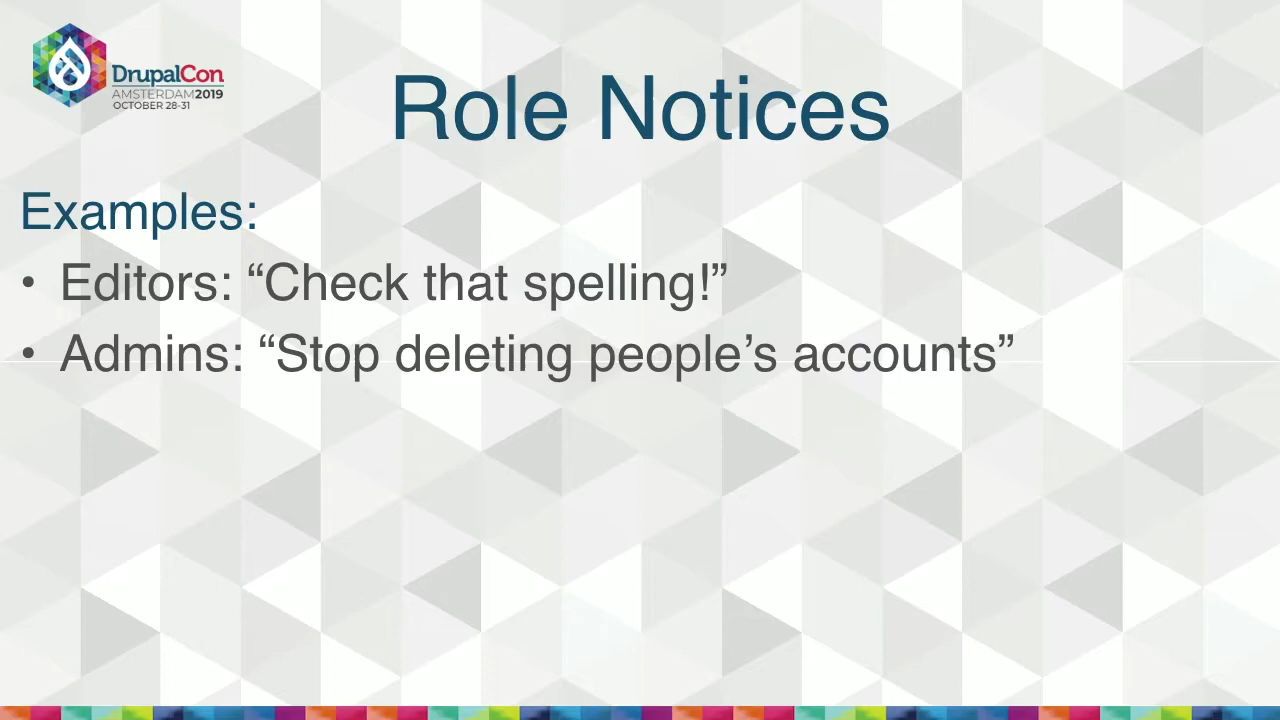 DrupalCon
AMSTERDAM2019
OCTOBER 28-31
Role Notices
Examples:
• Editors: “Check that spelling!”
• Admins: “Stop deleting people’s accounts”